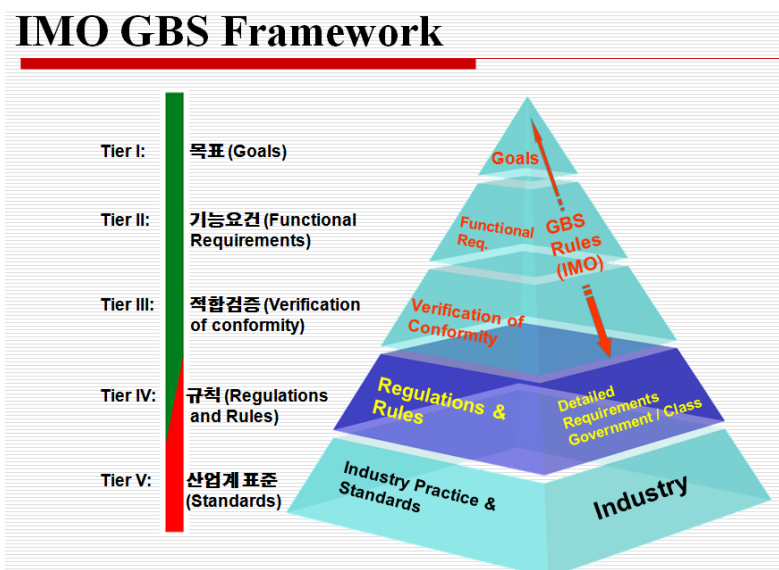 IMO GBS Framework
Tier I:
목표 (Goals)
Tier II:
기능요건 (Functional
Requirements)
Tier III:
적합검증 (Verification
of conformity)
Tier IV:
규칙 (Regulations
and Rules)
Tier V:
산업계 표준
(Standards)
Goals
Functional
Req.
GBS
Rules
(IMO)
Verification of
Conformity
Regulations &
Rules
Detailed
Requirements
Government / Class
Industry Practice &
Standards
Industry